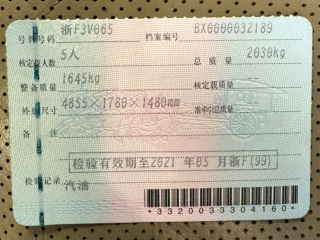 号牌号码 浙F3V065 档案编号 BX0000032189
核定载人数 5人 总质量 2030kg
整备质量 1645kg 核定载质量
外廓尺寸 4855×1780×1480mm 准牵引总质量
备注
检验有效期至2021年05月浙F(99)
检验记录 汽油
*3320033304160*